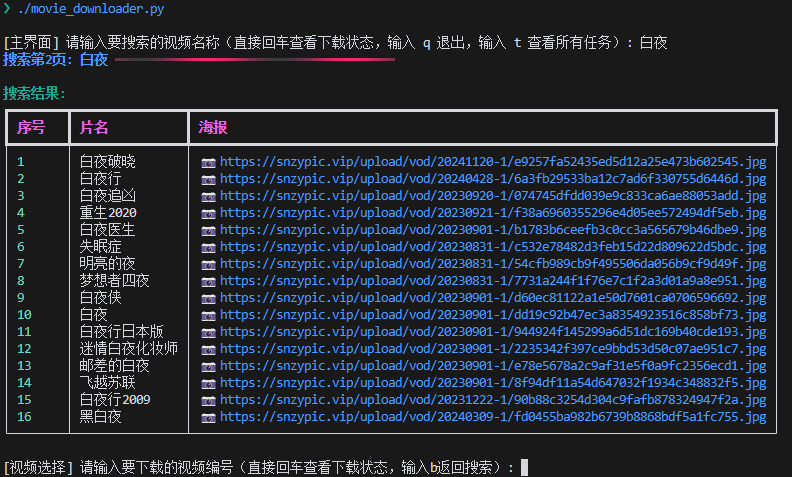 ❯ ./movie_downloader.py
[主界面] 请输入要搜索的视频名称（直接回车查看下载状态，输入 q 退出，输入 t 查看所有任务）: 白夜
搜索第2页: 白夜
搜索结果:
序号 片名 海报
1 白夜破晓 https://snzypic.vip/upload/vod/20241120-1/e9257fa52435ed5d12a25e473b602545.jpg
2 白夜行 https://snzypic.vip/upload/vod/20240428-1/6a3fb29533ba12c7ad6f330755d6446d.jpg
3 白夜追凶 https://snzypic.vip/upload/vod/20230920-1/074745dfdd039e9c833ca6ae88053add.jpg
4 重生2020 https://snzypic.vip/upload/vod/20230921-1/f38a6960355296e4d05ee572494df5eb.jpg
5 白夜医生 https://snzypic.vip/upload/vod/20230901-1/b1783b6ceefb3c0cc3a565679b46dbe9.jpg
6 失眠症 https://snzypic.vip/upload/vod/20230831-1/c532e78482d3feb15d22d809622d5bdc.jpg
7 明亮的夜 https://snzypic.vip/upload/vod/20230831-1/54cfb989cb9f495506da056b9cf9d49f.jpg
8 梦想者四夜 https://snzypic.vip/upload/vod/20230831-1/7731a244f1f76e7c1f2a3d01a9a8e951.jpg
9 白夜侠 https://snzypic.vip/upload/vod/20230901-1/d60ec81122a1e50d7601ca0706596692.jpg
10 白夜 https://snzypic.vip/upload/vod/20230901-1/dd19c92b47ec3a8354923516c858bf73.jpg
11 白夜行日本版 https://snzypic.vip/upload/vod/20230901-1/944924f145299a6d51dc169b40cde193.jpg
12 迷情白夜化妆师 https://snzypic.vip/upload/vod/20230901-1/2235342f397ce9bbd53d50c07ae951c7.jpg
13 邮差的白夜 https://snzypic.vip/upload/vod/20230901-1/e78e5678a2c9af31e5f0a9fc2356ecd1.jpg
14 飞越苏联 https://snzypic.vip/upload/vod/20230901-1/8f94df11a54d647032f1934c348832f5.jpg
15 白夜行2009 https://snzypic.vip/upload/vod/20231222-1/90b88c3254d304c9fafb878324947f2a.jpg
16 黑白夜 https://snzypic.vip/upload/vod/20240309-1/fd0455ba982b6739b8868bdf5a1fc755.jpg
[视频选择] 请输入要下载的视频编号（直接回车查看下载状态，输入b返回搜索）: